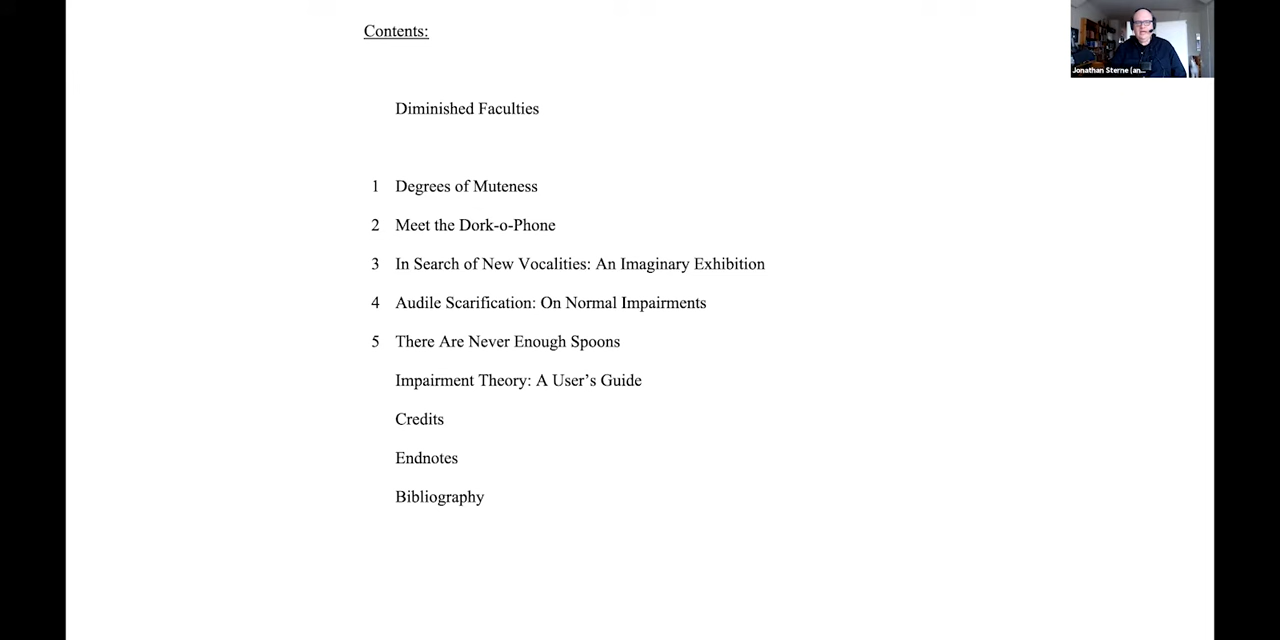 Contents:
Jonathan Sterne (an...
Diminished Faculties
1 Degrees of Muteness
2 Meet the Dork-o-Phone
3 In Search of New Vocalities: An Imaginary Exhibition
4 Audile Scarification: On Normal Impairments
5 There Are Never Enough Spoons
Impairment Theory: A User’s Guide
Credits
Endnotes
Bibliography